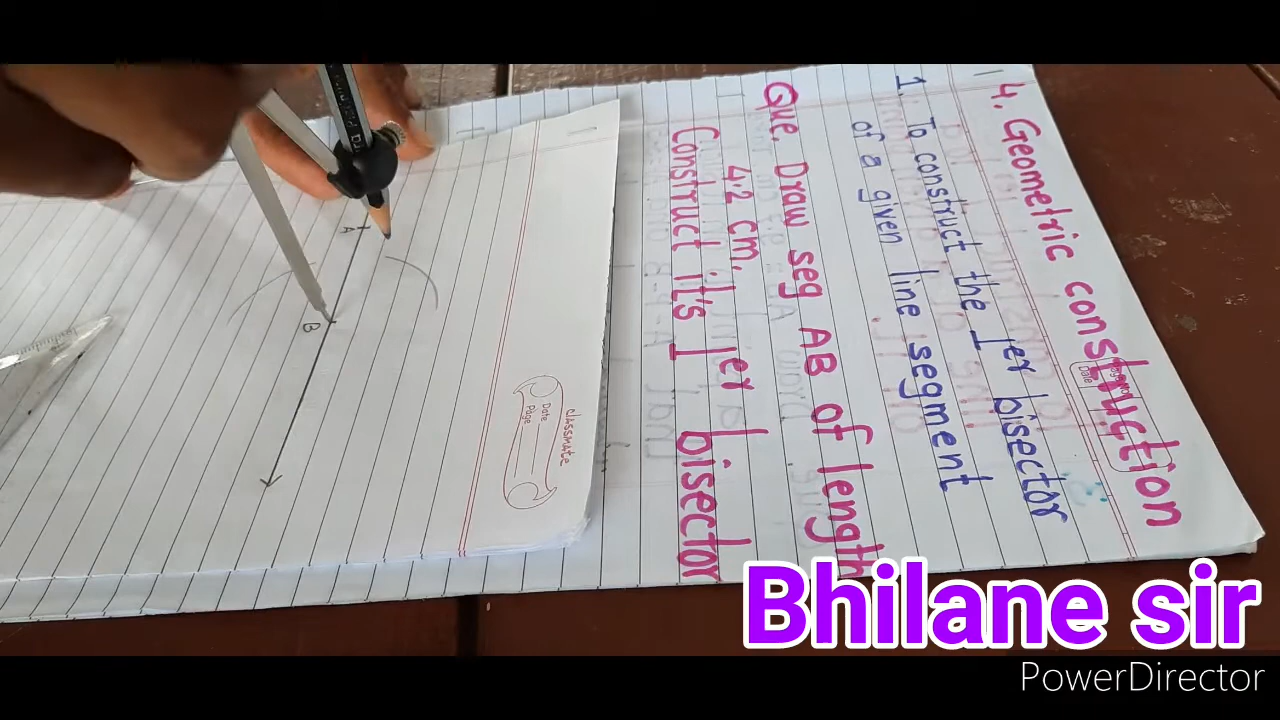 4. Geometric construction
1. To construct the ⊥er bisector
of a given line segment
Que. Draw seg AB of length
4.2 cm.
Construct it's ⊥er bisector
classmate
Date
Page
A
B
Bhilane sir
PowerDirector